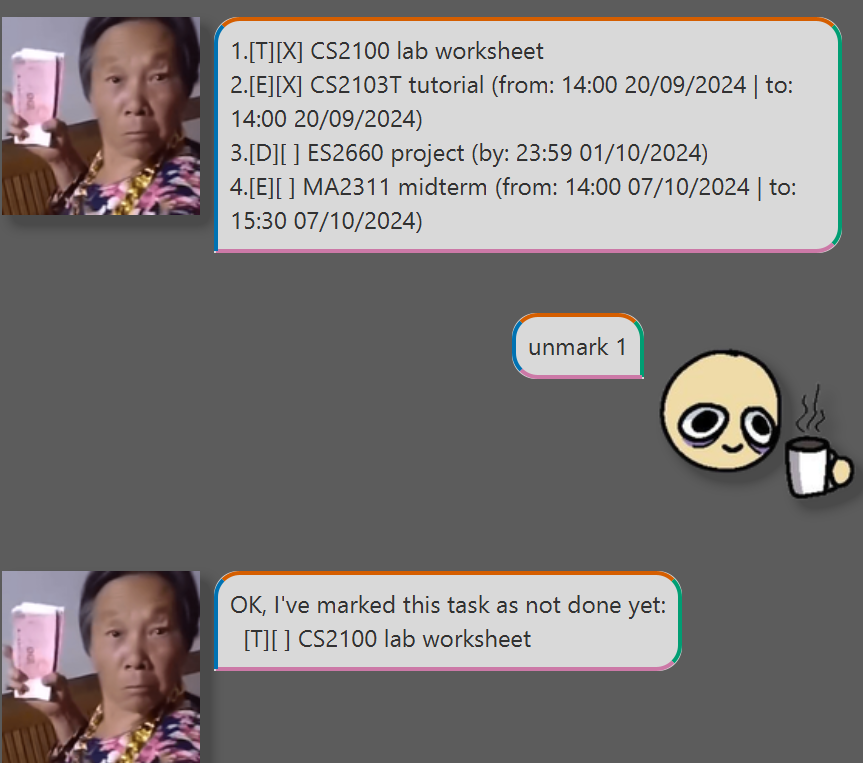 1.[T][X] CS2100 lab worksheet
2.[E][X] CS2103T tutorial (from: 14:00 20/09/2024 | to:
14:00 20/09/2024)
3.[D][ ] ES2660 project (by: 23:59 01/10/2024)
4.[E][ ] MA2311 midterm (from: 14:00 07/10/2024 | to:
15:30 07/10/2024)
unmark 1
OK, I've marked this task as not done yet:
[T][ ] CS2100 lab worksheet